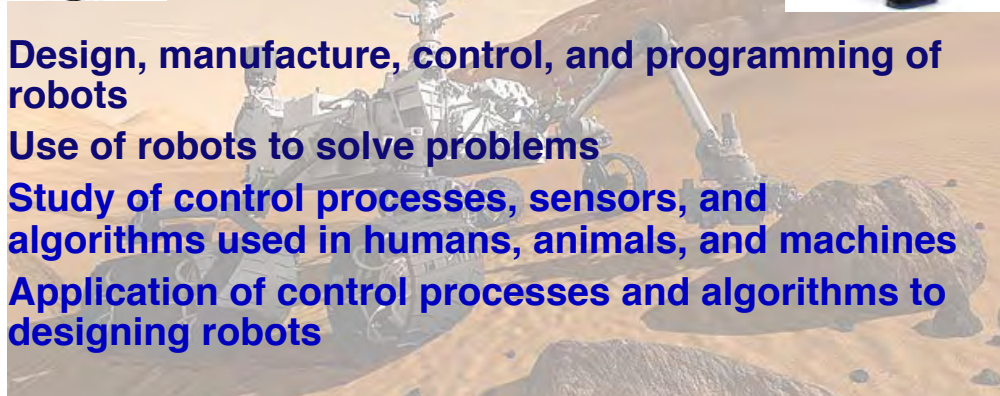 Design, manufacture, control, and programming of
robots
Use of robots to solve problems
Study of control processes, sensors, and
algorithms used in humans, animals, and machines
Application of control processes and algorithms to
designing robots